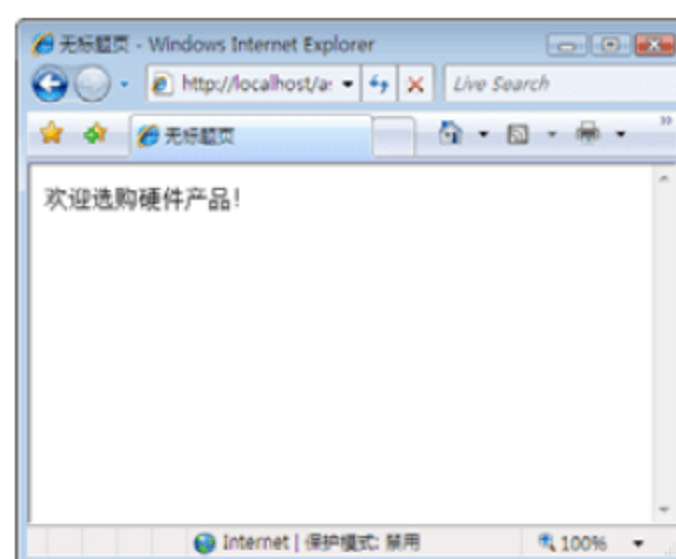 无标题页 - Windows Internet Explorer
http://localhost/a
Live Search
无标题页
欢迎选购硬件产品!
Internet | 保护模式: 禁用
100%